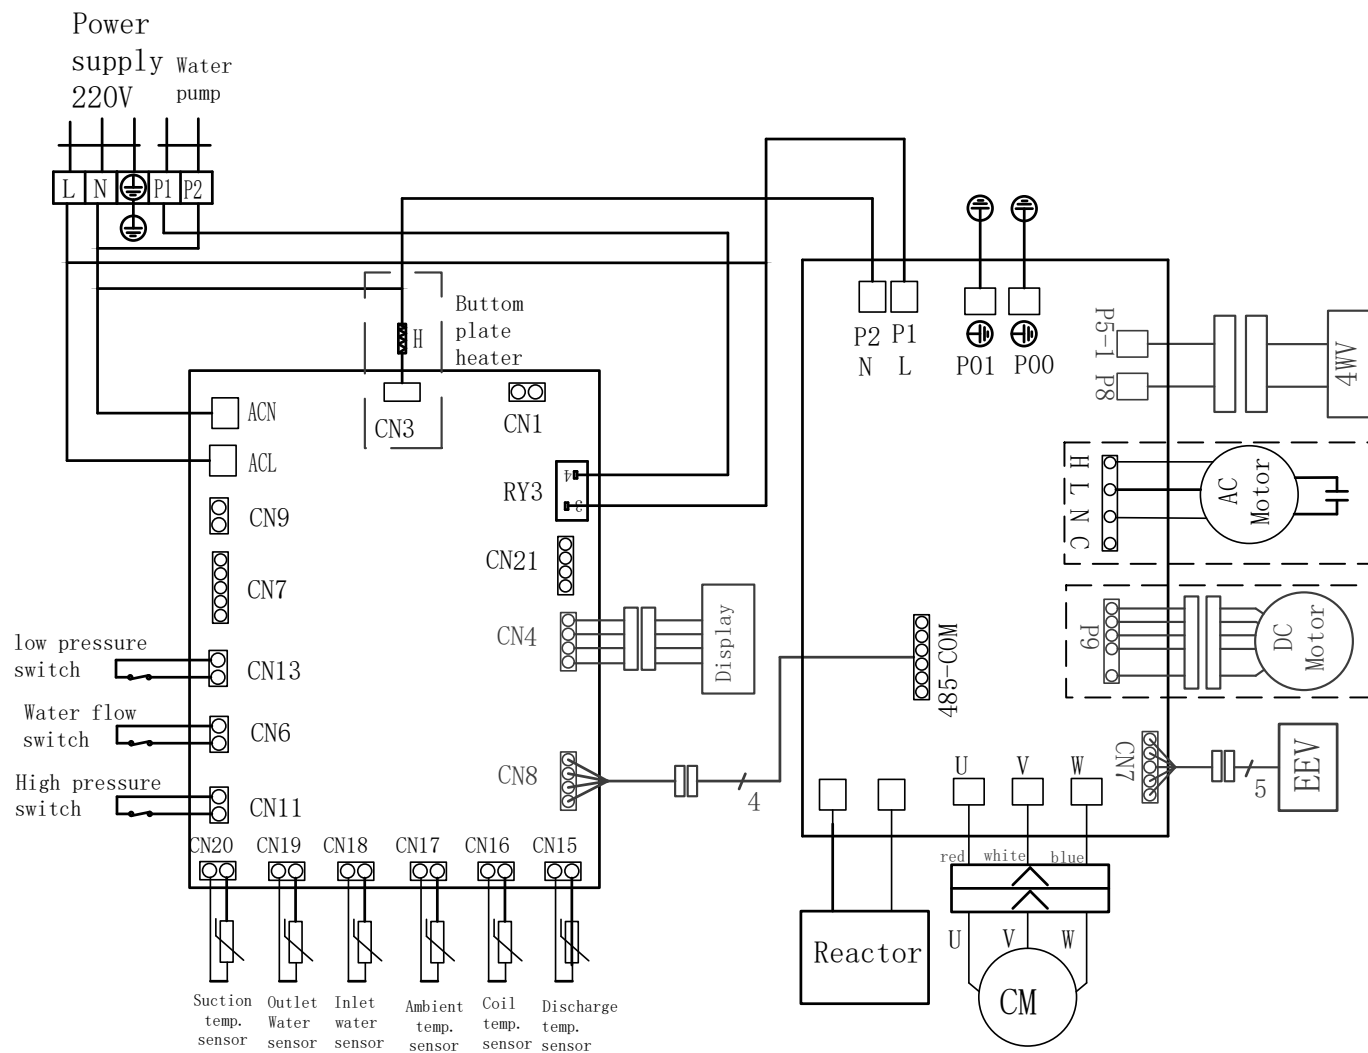 Power
supply
220V
Water
pump
L
N
P1
P2
H
Buttom
plate
heater
CN3
CN1
ACN
ACL
RY3
4
3
CN9
CN21
CN7
CN4
Display
low pressure
switch
CN13
Water flow
switch
CN6
CN8
4
High pressure
switch
CN11
CN20
CN19
CN18
CN17
CN16
CN15
Suction
temp.
sensor
Outlet
Water
sensor
Inlet
water
sensor
Ambient
temp.
sensor
Coil
temp.
sensor
Discharge
temp.
sensor
P2
N
P1
L
P01
P00
P5-1
P8
4WV
H
L
N
C
AC
Motor
P9
DC
Motor
485-COM
CN7
5
EEV
U
V
W
red
white
blue
U
V
W
Reactor
CM